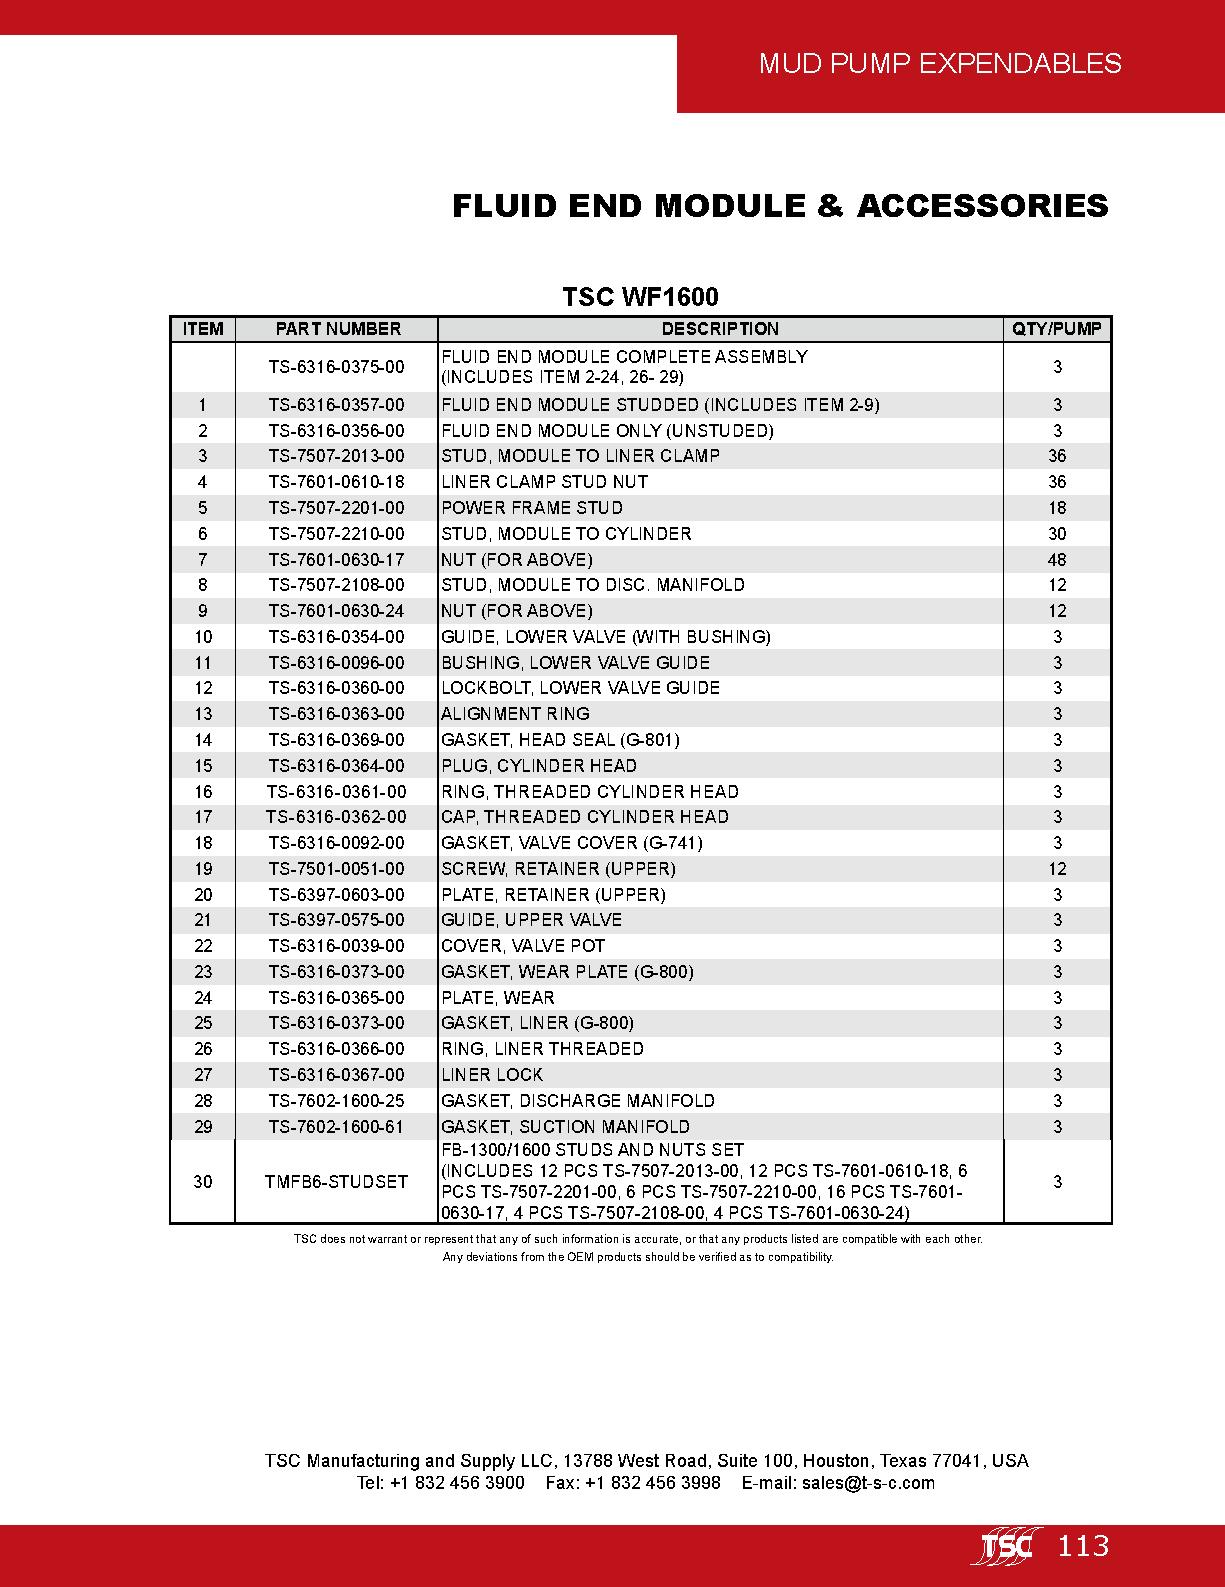 MUD PUMP EXPENDABLES
FLUID END MODULE & ACCESSORIES
TSC WF1600
ITEM PART NUMBER DESCRIPTION QTY/PUMP
TS-6316-0375-00 FLUID END MODULE COMPLETE ASSEMBLY (INCLUDES ITEM 2-24, 26- 29) 3
1 TS-6316-0357-00 FLUID END MODULE STUDDED (INCLUDES ITEM 2-9) 3
2 TS-6316-0356-00 FLUID END MODULE ONLY (UNSTUDED) 3
3 TS-7507-2013-00 STUD, MODULE TO LINER CLAMP 36
4 TS-7601-0610-18 LINER CLAMP STUD NUT 36
5 TS-7507-2201-00 POWER FRAME STUD 18
6 TS-7507-2210-00 STUD, MODULE TO CYLINDER 30
7 TS-7601-0630-17 NUT (FOR ABOVE) 48
8 TS-7507-2108-00 STUD, MODULE TO DISC. MANIFOLD 12
9 TS-7601-0630-24 NUT (FOR ABOVE) 12
10 TS-6316-0354-00 GUIDE, LOWER VALVE (WITH BUSHING) 3
11 TS-6316-0096-00 BUSHING, LOWER VALVE GUIDE 3
12 TS-6316-0360-00 LOCKBOLT, LOWER VALVE GUIDE 3
13 TS-6316-0363-00 ALIGNMENT RING 3
14 TS-6316-0369-00 GASKET, HEAD SEAL (G-801) 3
15 TS-6316-0364-00 PLUG, CYLINDER HEAD 3
16 TS-6316-0361-00 RING, THREADED CYLINDER HEAD 3
17 TS-6316-0362-00 CAP, THREADED CYLINDER HEAD 3
18 TS-6316-0092-00 GASKET, VALVE COVER (G-741) 3
19 TS-7501-0051-00 SCREW, RETAINER (UPPER) 12
20 TS-6397-0603-00 PLATE, RETAINER (UPPER) 3
21 TS-6397-0575-00 GUIDE, UPPER VALVE 3
22 TS-6316-0039-00 COVER, VALVE POT 3
23 TS-6316-0373-00 GASKET, WEAR PLATE (G-800) 3
24 TS-6316-0365-00 PLATE, WEAR 3
25 TS-6316-0373-00 GASKET, LINER (G-800) 3
26 TS-6316-0366-00 RING, LINER THREADED 3
27 TS-6316-0367-00 LINER LOCK 3
28 TS-7602-1600-25 GASKET, DISCHARGE MANIFOLD 3
29 TS-7602-1600-61 GASKET, SUCTION MANIFOLD 3
30 TMFB6-STUDSET FB-1300/1600 STUDS AND NUTS SET
(INCLUDES 12 PCS TS-7507-2013-00, 12 PCS TS-7601-0610-18, 6
PCS TS-7507-2201-00, 6 PCS TS-7507-2210-00, 16 PCS TS-7601-
0630-17, 4 PCS TS-7507-2108-00, 4 PCS TS-7601-0630-24) 3
TSC does not warrant or represent that any of such information is accurate, or that any products listed are compatible with each other.
Any deviations from the OEM products should be verified as to compatibility.
TSC Manufacturing and Supply LLC, 13788 West Road, Suite 100, Houston, Texas 77041, USA
Tel: +1 832 456 3900 Fax: +1 832 456 3998 E-mail: sales@t-s-c.com
TSC 113